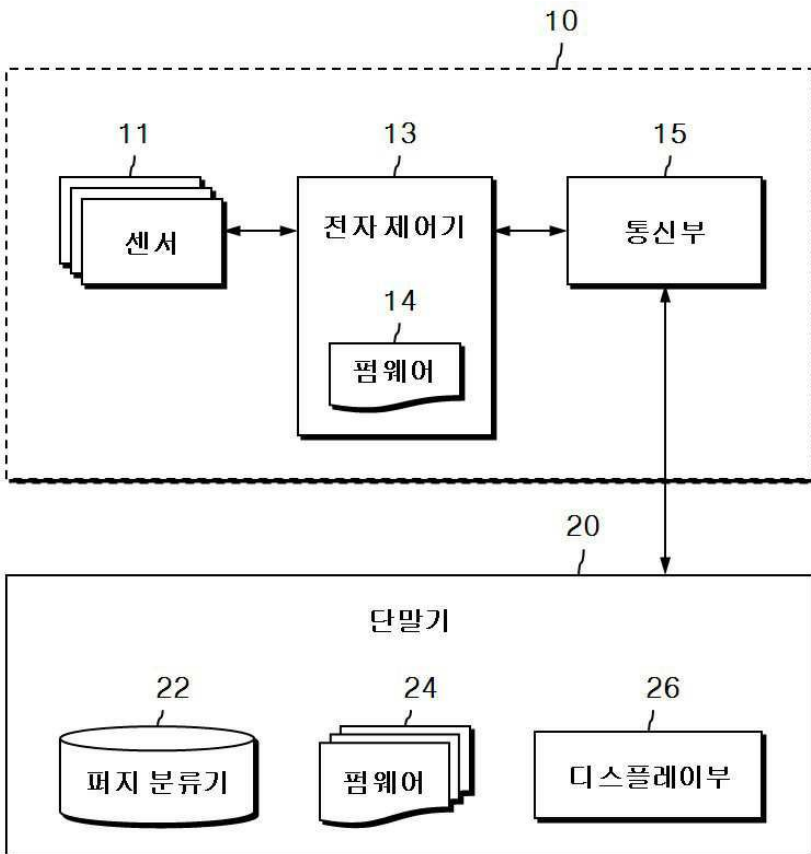 10
11
13
15
센서
전자 제어기
통신부
14
펌웨어
20
단말기
22
24
26
퍼지 분류기
펌웨어
디스플레이부